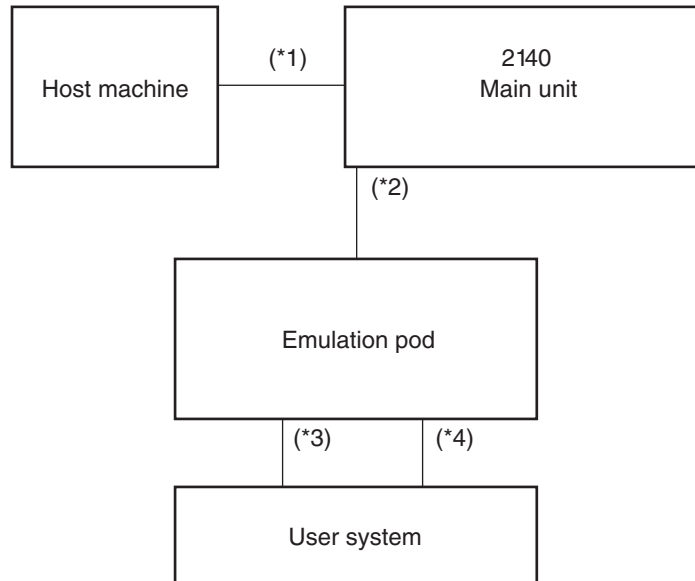 (*1)
Host machine
2140
Main unit
(*2)
Emulation pod
(*3)
(*4)
User system